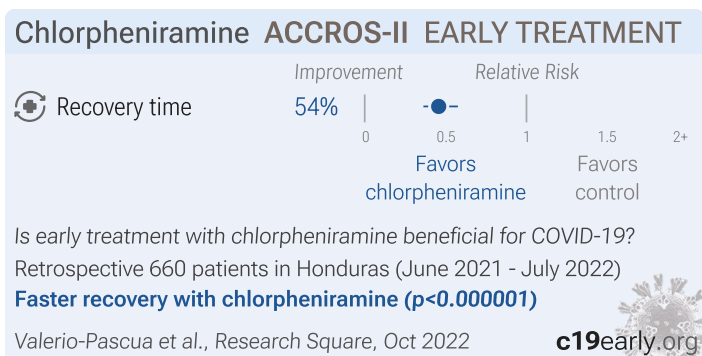 Chlorpheniramine ACCROS-II EARLY TREATMENT
Improvement Relative Risk
Recovery time 54%
0 0.5 1 1.5 2+
Favors Favors
chlorpheniramine control
Is early treatment with chlorpheniramine beneficial for COVID-19?
Retrospective 660 patients in Honduras (June 2021 - July 2022)
Faster recovery with chlorpheniramine (p<0.000001)
Valerio-Pascua et al., Research Square, Oct 2022 c19early.org